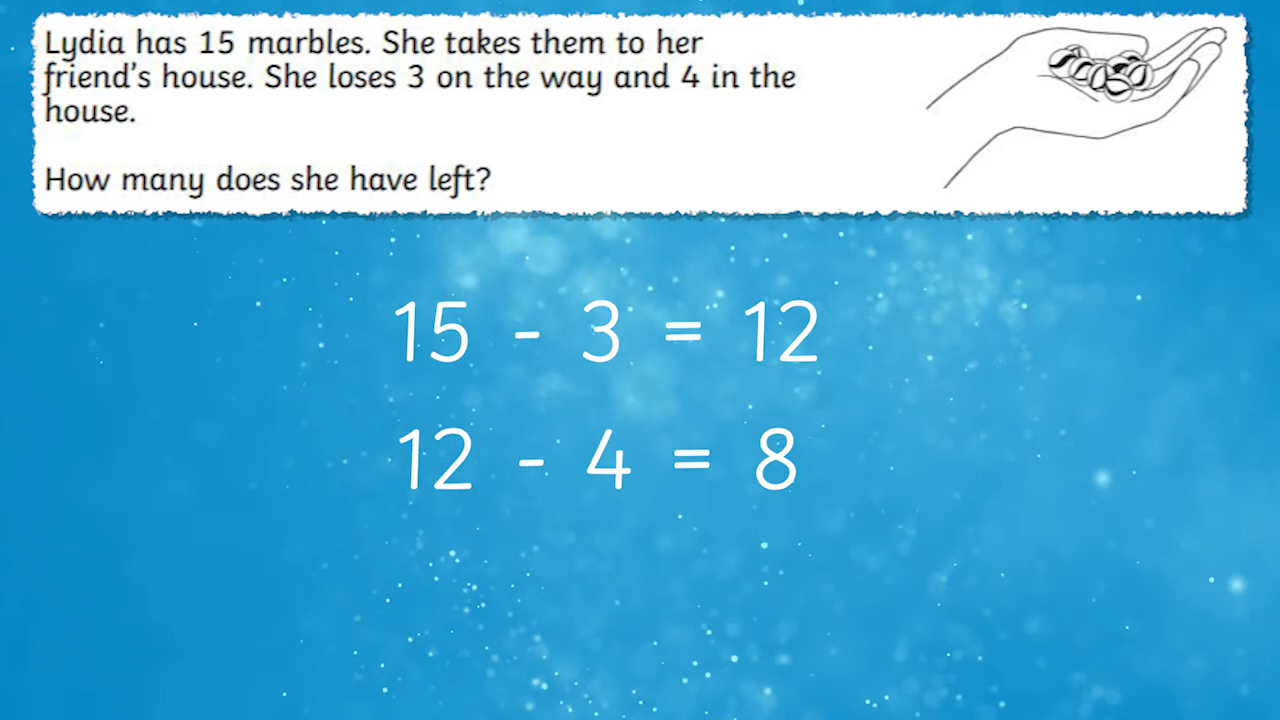 Lydia has 15 marbles. She takes them to her
friend's house. She loses 3 on the way and 4 in the
house.
How many does she have left?
15 - 3 = 12
12 - 4 = 8